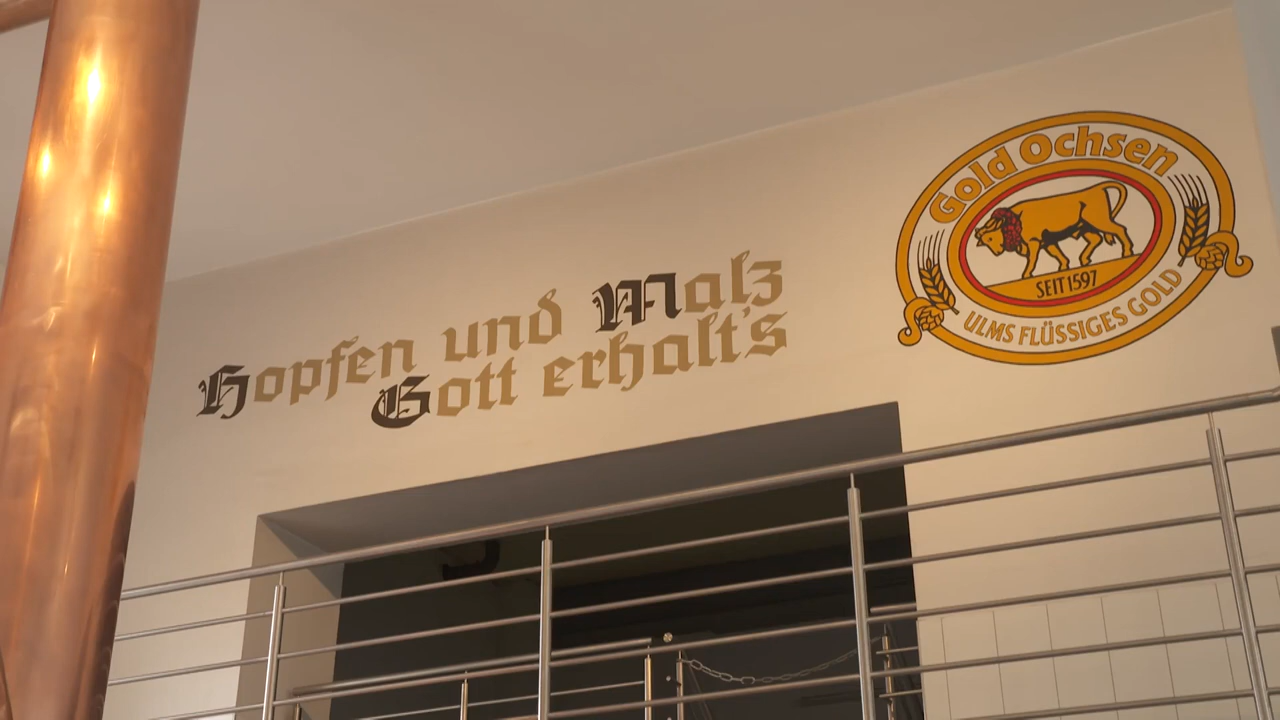 Hopfen und Malz
Gott erhalt's
Gold Ochsen
SEIT 1597
ULMS FLÜSSIGES GOLD